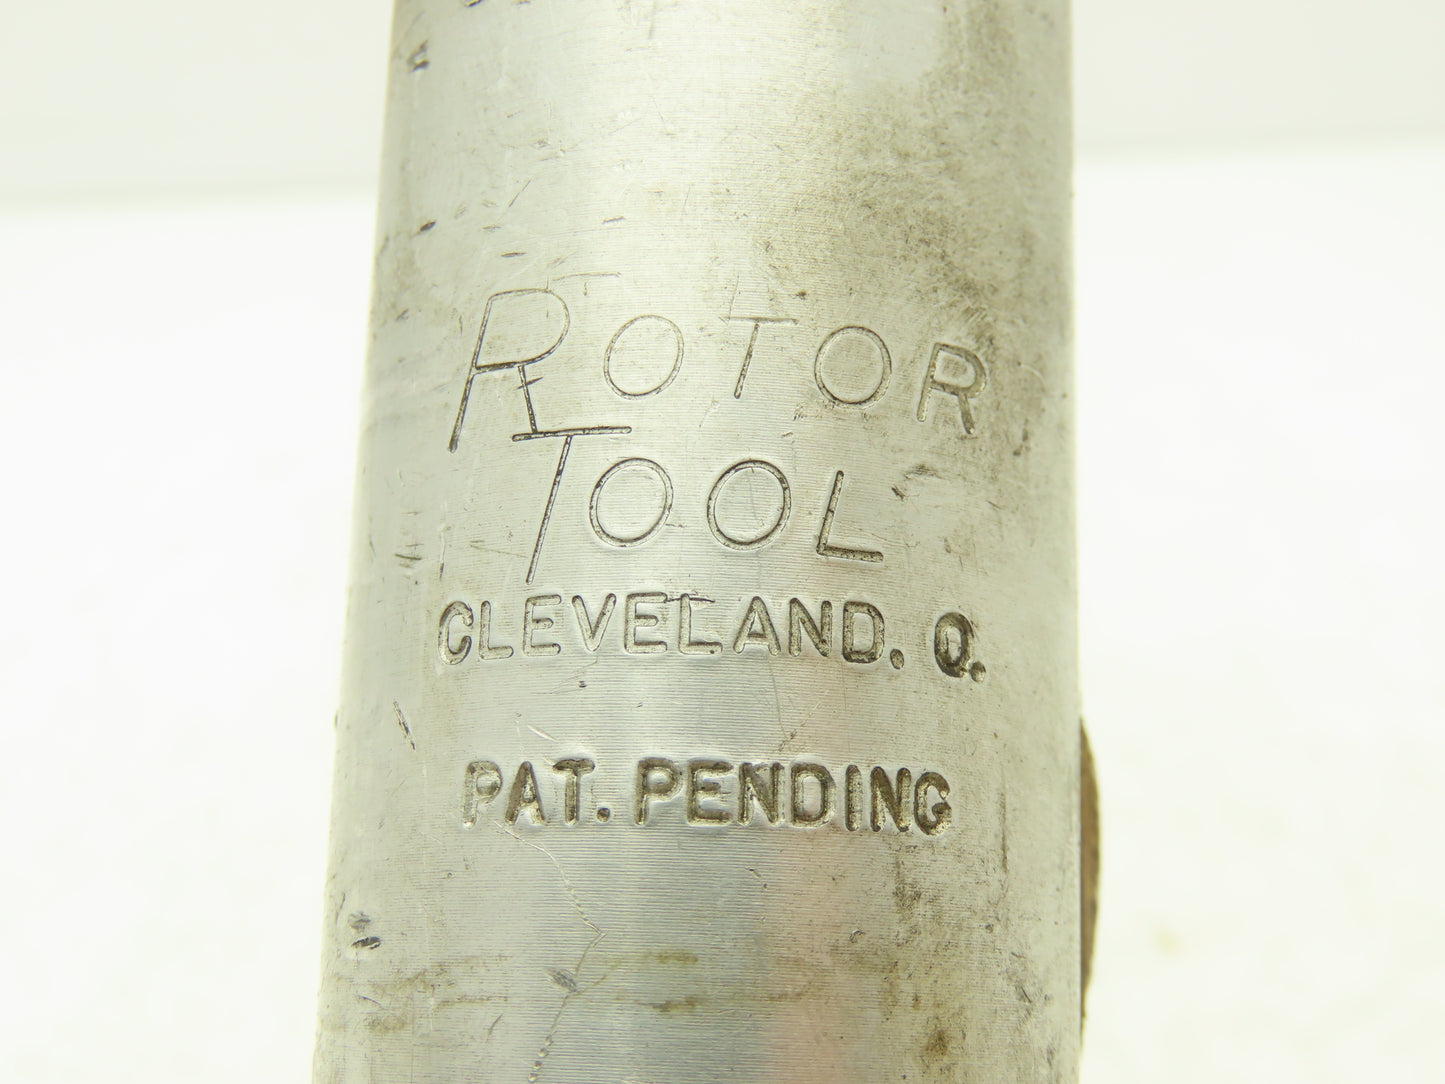 ROTOR
TOOL
CLEVELAND. O.
PAT. PENDING